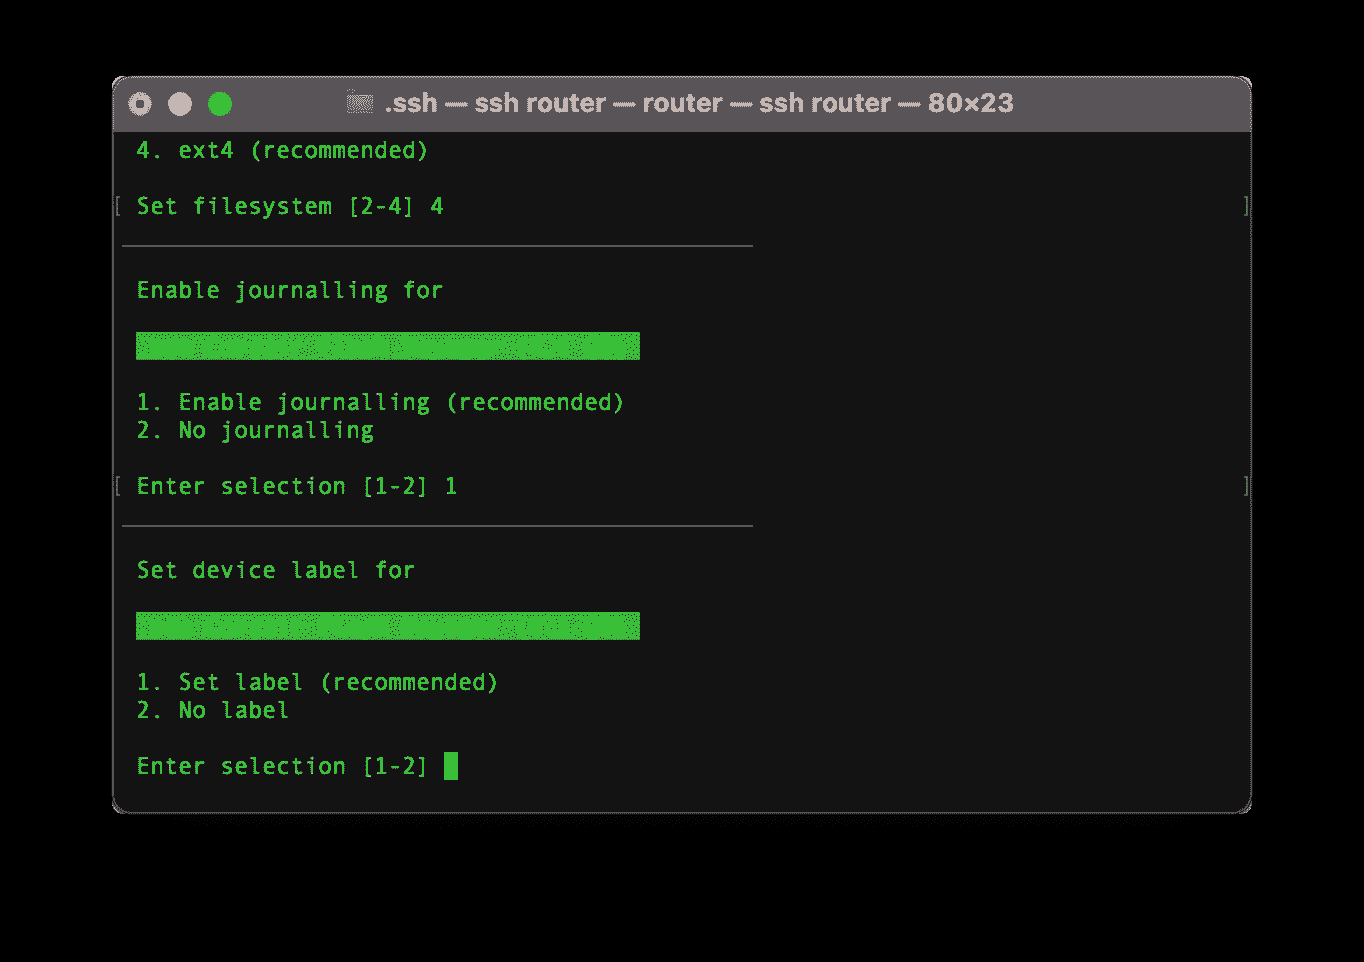 .ssh — ssh router — router — ssh router — 80×23
4. ext4 (recommended)
[ Set filesystem [2-4] 4 ]
Enable journalling for
1. Enable journalling (recommended)
2. No journalling
[ Enter selection [1-2] 1 ]
Set device label for
1. Set label (recommended)
2. No label
Enter selection [1-2]